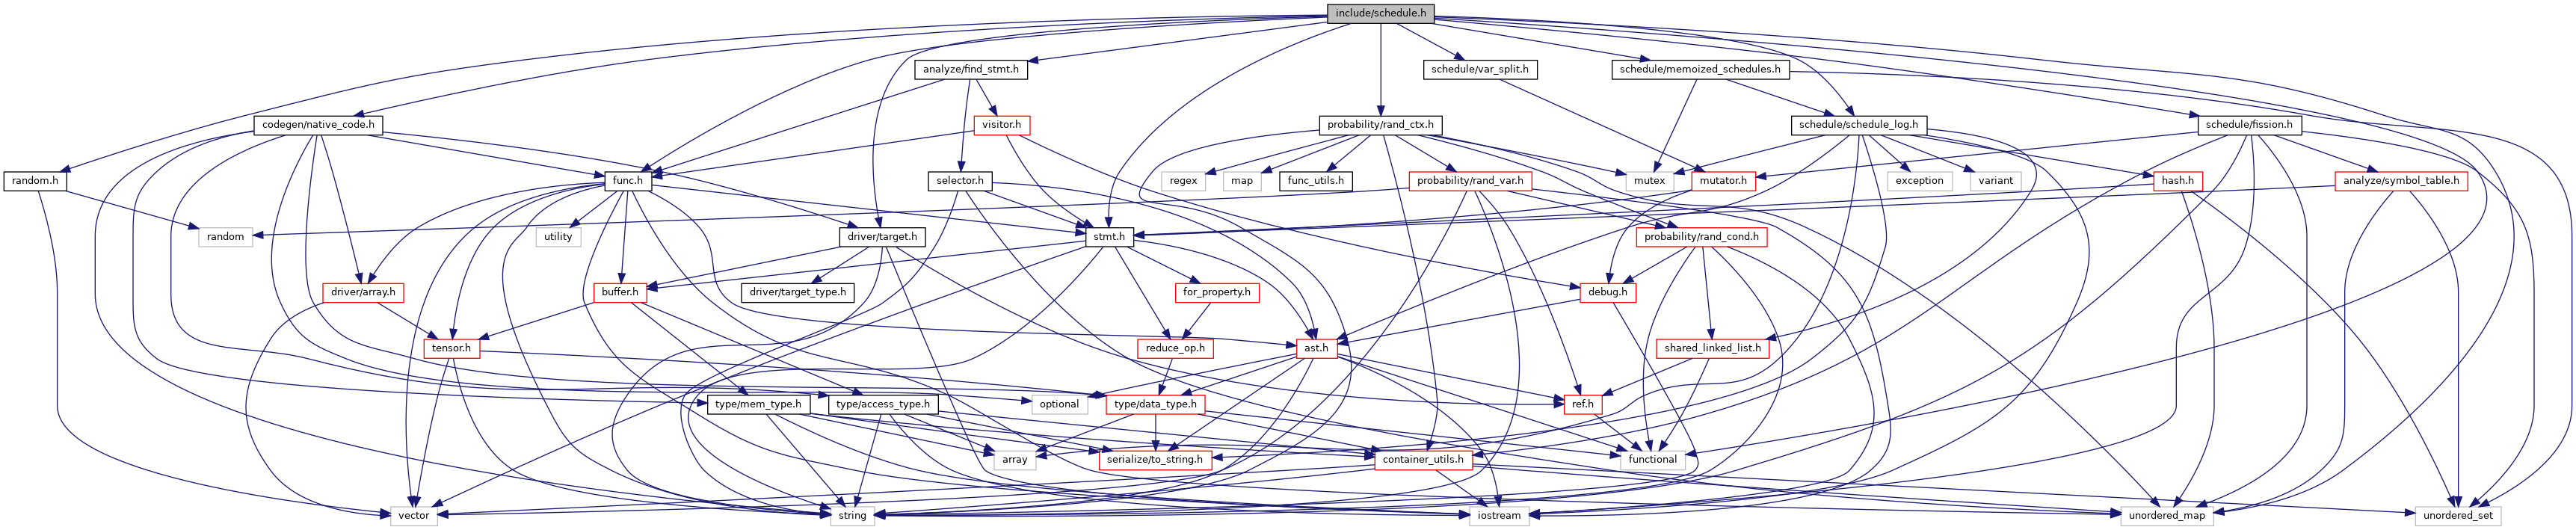 include/schedule.h
analyze/find_stmt.h
schedule/var_split.h
schedule/memoized_schedules.h
codegen/native_code.h
visitor.h
probability/rand_ctx.h
schedule/schedule_log.h
schedule/fission.h
random.h
func.h
selector.h
regex
map
func_utils.h
probability/rand_var.h
mutex
mutator.h
exception
variant
hash.h
analyze/symbol_table.h
random
utility
driver/target.h
stmt.h
probability/rand_cond.h
driver/array.h
buffer.h
driver/target_type.h
for_property.h
debug.h
tensor.h
reduce_op.h
ast.h
shared_linked_list.h
type/mem_type.h
type/access_type.h
optional
type/data_type.h
ref.h
array
serialize/to_string.h
container_utils.h
functional
vector
string
iostream
unordered_map
unordered_set